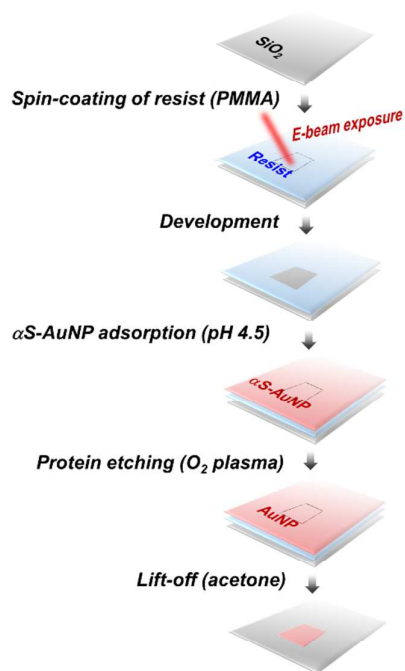 SiO₂
Spin-coating of resist (PMMA)
E-beam exposure
Resist
Development
αS-AuNP adsorption (pH 4.5)
αS-AuNP
Protein etching (O₂ plasma)
AuNP
Lift-off (acetone)